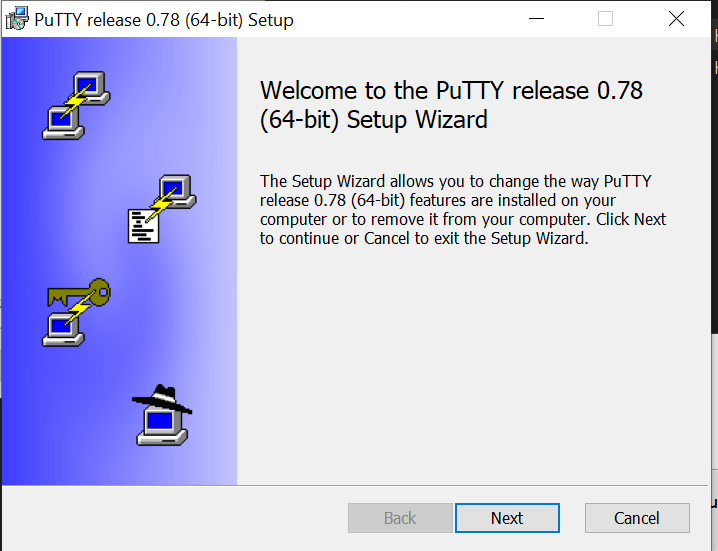 PuTTY release 0.78 (64-bit) Setup
Welcome to the PuTTY release 0.78
(64-bit) Setup Wizard
The Setup Wizard allows you to change the way PuTTY
release 0.78 (64-bit) features are installed on your
computer or to remove it from your computer. Click Next
to continue or Cancel to exit the Setup Wizard.
Back
Next
Cancel